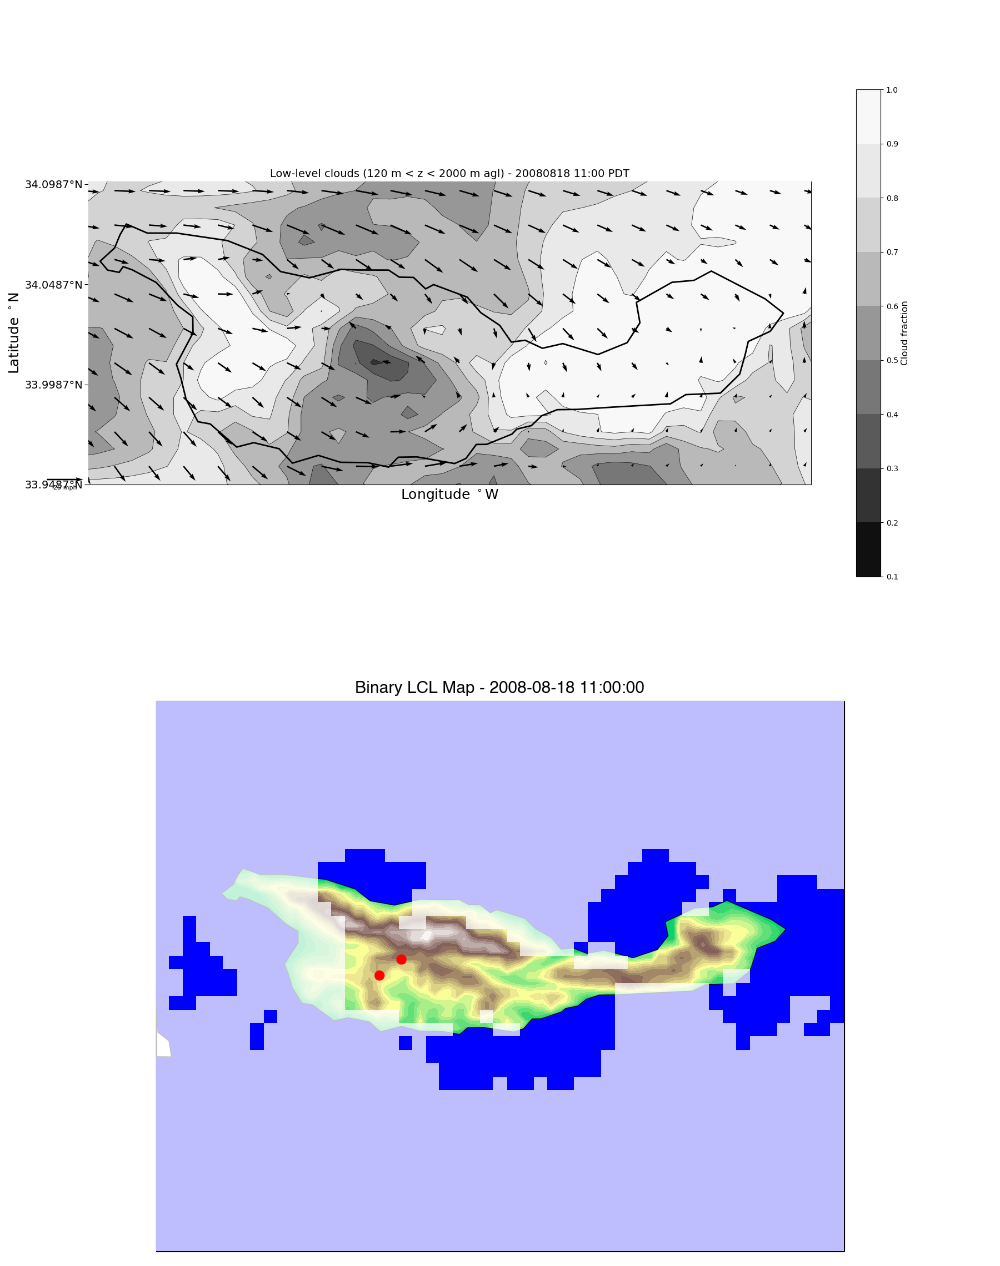 Low-level clouds (120 m < z < 2000 m agl) - 20080818 11:00 PDT
34.0987°N
34.0487°N
33.9987°N
33.9487°N
Latitude °N
Longitude °W
1.0
0.9
0.8
0.7
0.6
0.5
0.4
0.3
0.2
0.1
Cloud fraction
Binary LCL Map - 2008-08-18 11:00:00